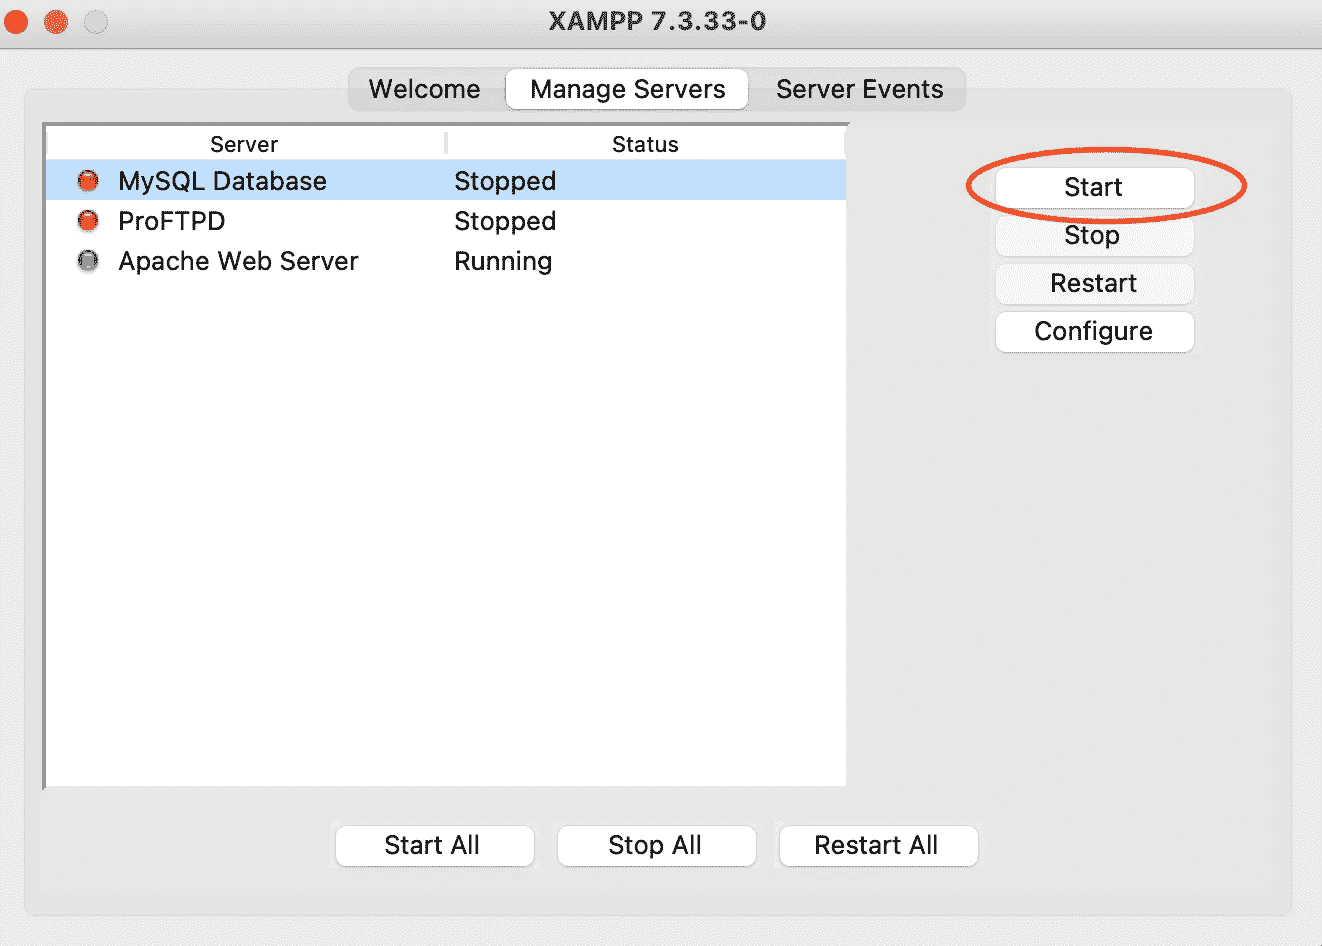 XAMPP 7.3.33-0
Welcome Manage Servers Server Events
Server Status
MySQL Database Stopped
ProFTPD Stopped
Apache Web Server Running
Start
Stop
Restart
Configure
Start All Stop All Restart All